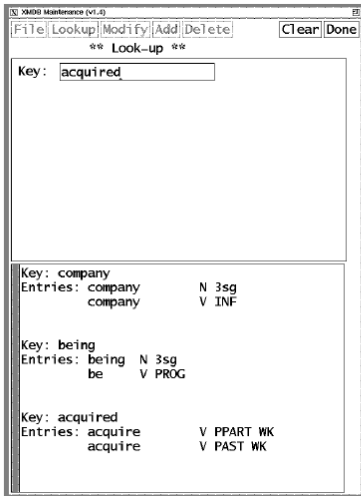 XMDB Maintenance (v1.4)
File Lookup Modify Add Delete Clear Done
** Look-up **
Key: acquired
Key: company
Entries: company N 3sg
company V INF
Key: being
Entries: being N 3sg
be V PROG
Key: acquired
Entries: acquire V PPART WK
acquire V PAST WK